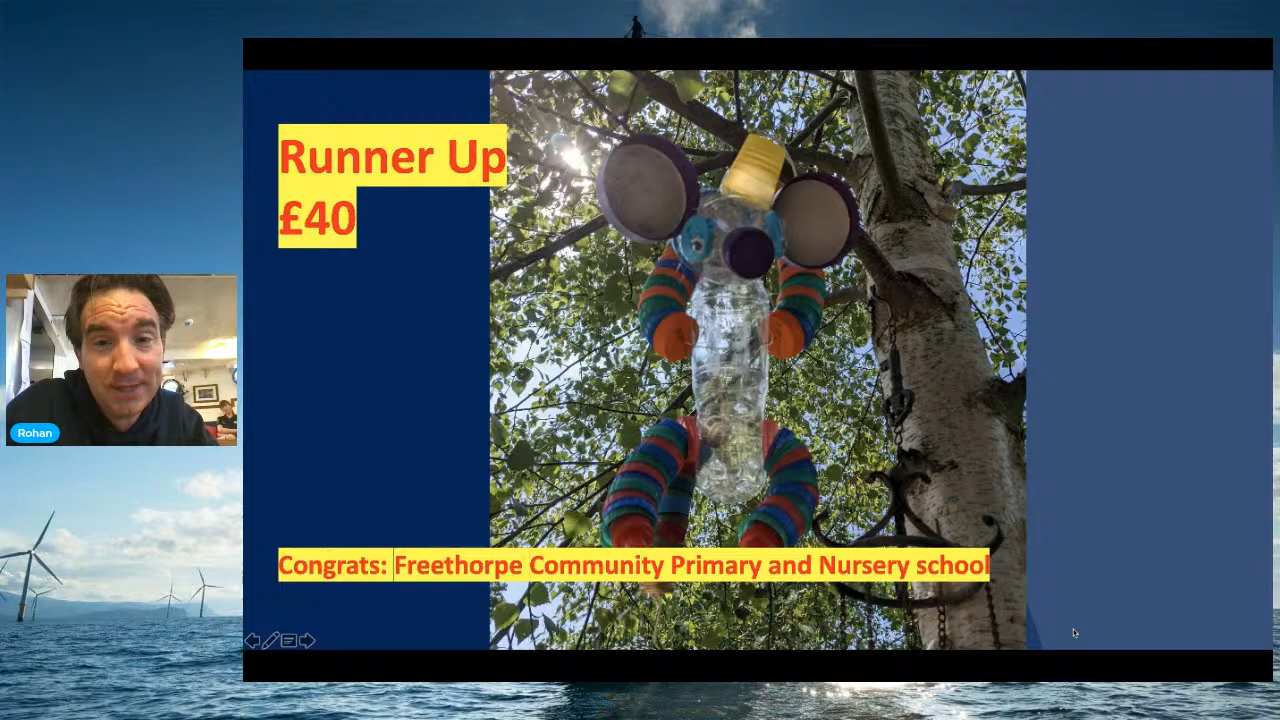 Runner Up
£40
Rohan
Congrats: Freethorpe Community Primary and Nursery school